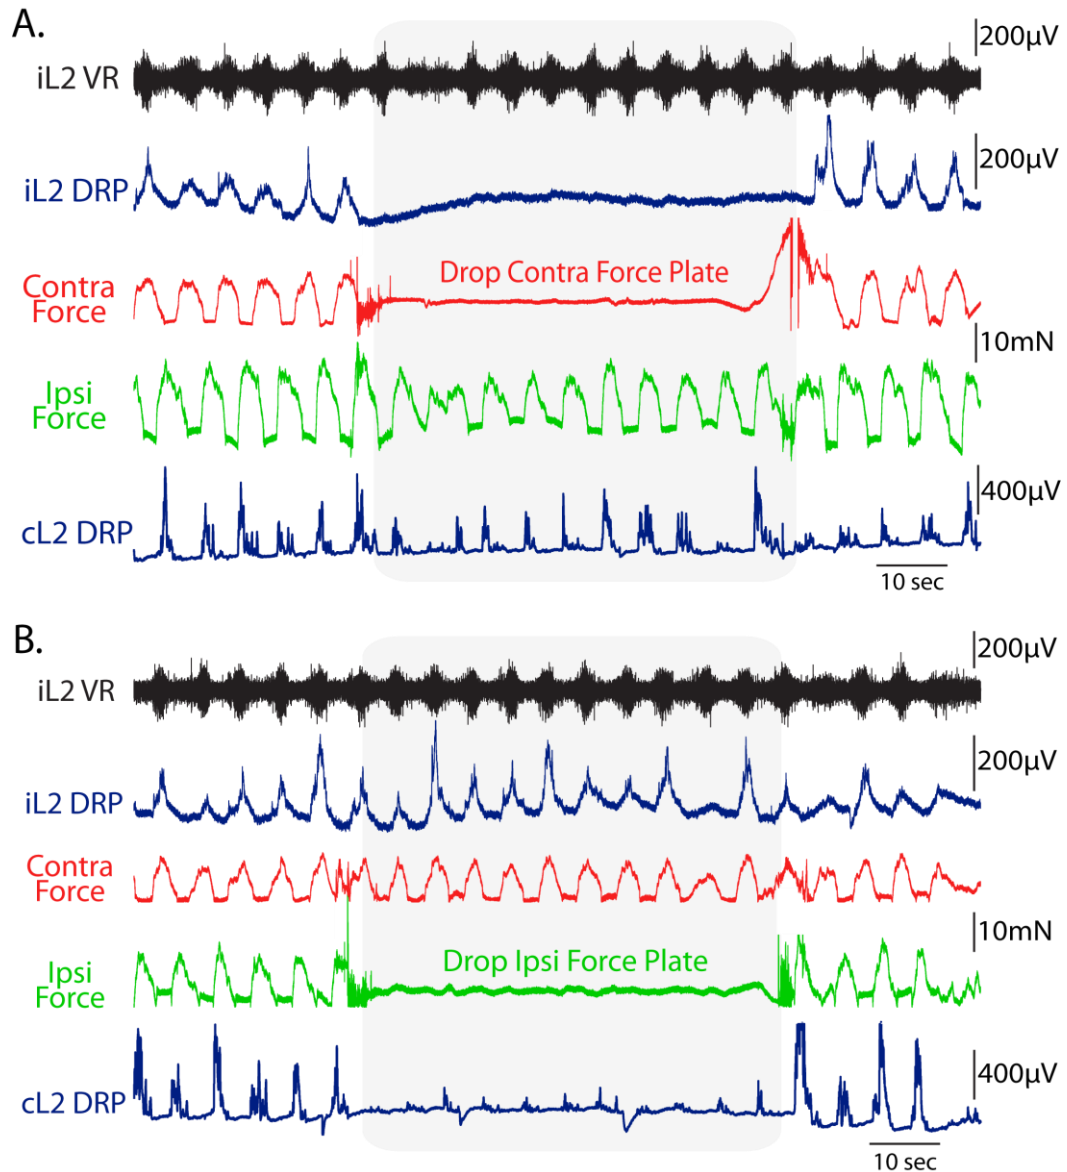 A.
200μV
iL2 VR
200μV
iL2 DRP
Drop Contra Force Plate
Contra
Force
10mN
Ipsi
Force
400μV
cL2 DRP
10 sec
B.
200μV
iL2 VR
200μV
iL2 DRP
Contra
Force
10mN
Drop Ipsi Force Plate
Ipsi
Force
400μV
cL2 DRP
10 sec